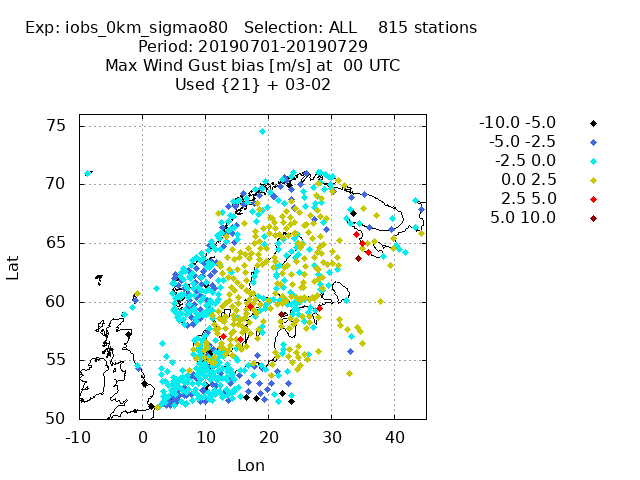 Exp: iobs_0km_sigmao80 Selection: ALL 815 stations
Period: 20190701-20190729
Max Wind Gust bias [m/s] at 00 UTC
Used {21} + 03-02
-10.0 -5.0
-5.0 -2.5
-2.5 0.0
0.0 2.5
2.5 5.0
5.0 10.0
75
70
65
60
55
50
Lat
-10 0 10 20 30 40
Lon